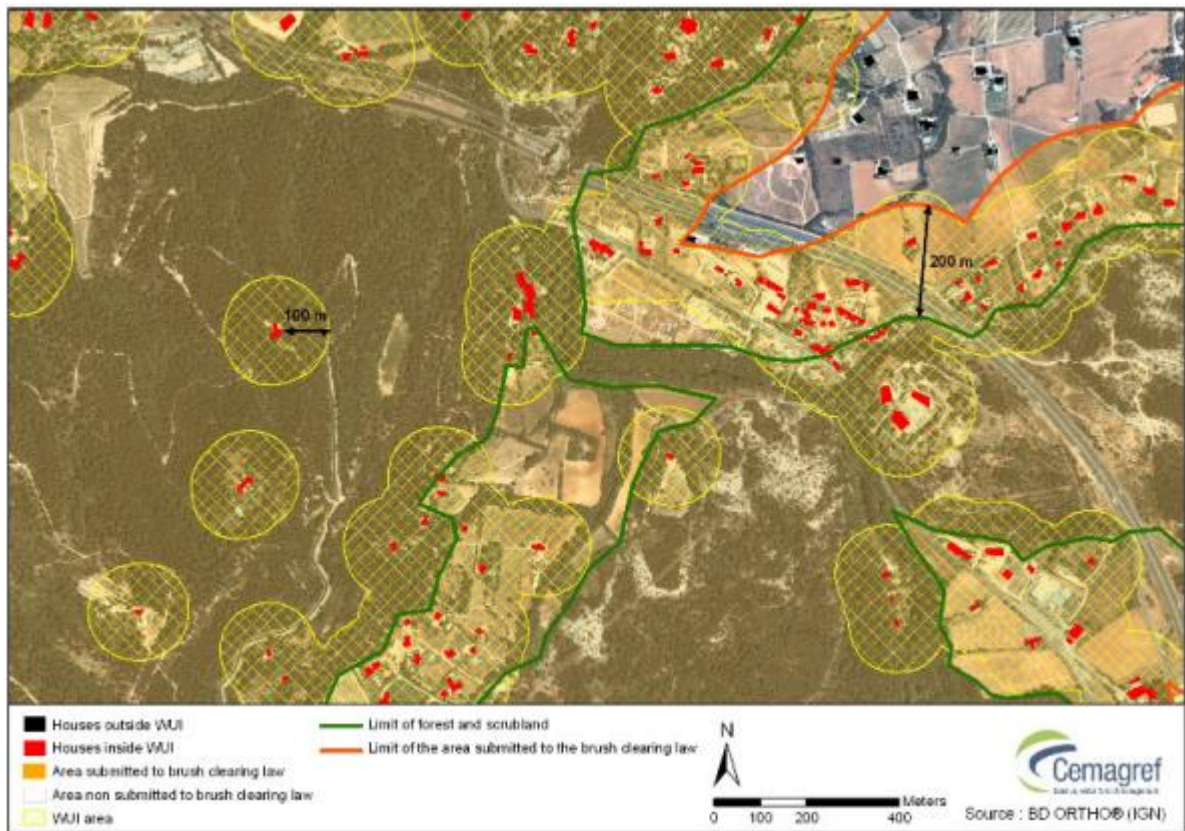 100 m
200 m
Houses outside WUI
Houses inside WUI
Area submitted to brush clearing law
Area non submitted to brush clearing law
WUI area
Limit of forest and scrubland
Limit of the area submitted to the brush clearing law
N
Meters
0 100 200 400
Cemagref
Source : BD ORTHO® (IGN)